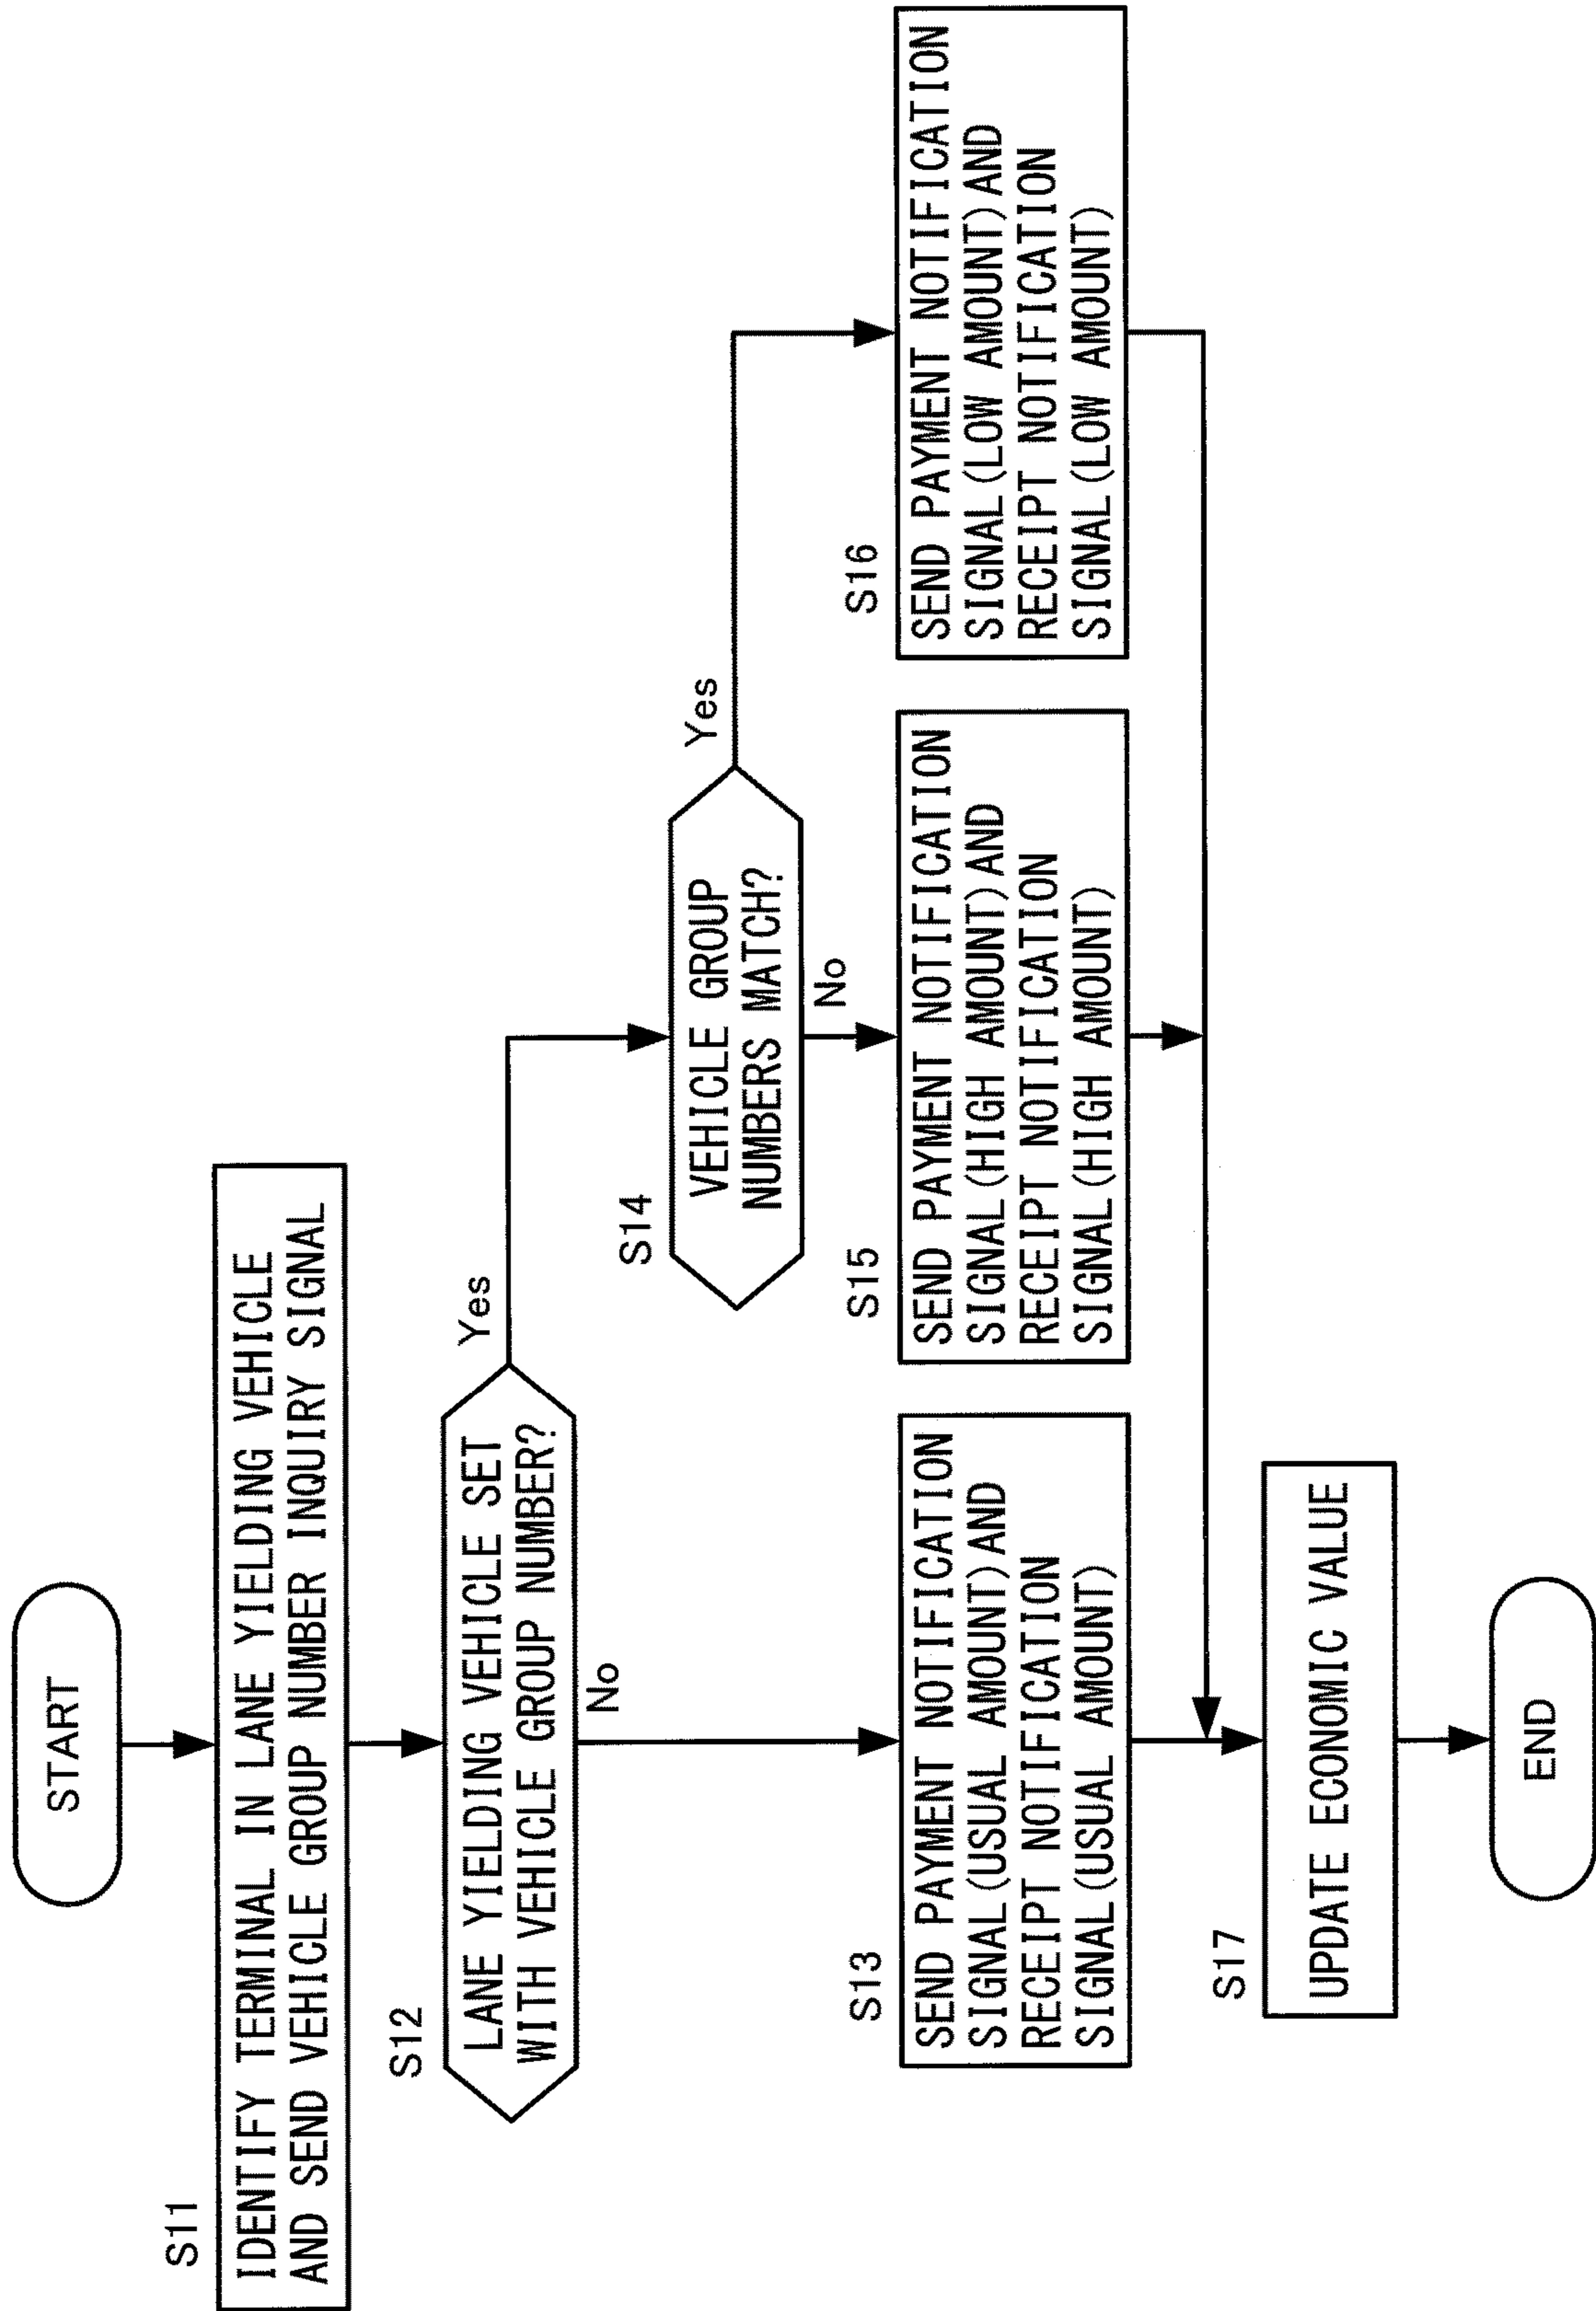 START
S11
IDENTIFY TERMINAL IN LANE YIELDING VEHICLE
AND SEND VEHICLE GROUP NUMBER INQUIRY SIGNAL
S12
LANE YIELDING VEHICLE SET
WITH VEHICLE GROUP NUMBER?
Yes
No
S14
VEHICLE GROUP
NUMBERS MATCH?
Yes
No
S13
SEND PAYMENT NOTIFICATION
SIGNAL(USUAL AMOUNT)AND
RECEIPT NOTIFICATION
SIGNAL(USUAL AMOUNT)
S15
SEND PAYMENT NOTIFICATION
SIGNAL(HIGH AMOUNT)AND
RECEIPT NOTIFICATION
SIGNAL(HIGH AMOUNT)
S16
SEND PAYMENT NOTIFICATION
SIGNAL(LOW AMOUNT)AND
RECEIPT NOTIFICATION
SIGNAL(LOW AMOUNT)
S17
UPDATE ECONOMIC VALUE
END